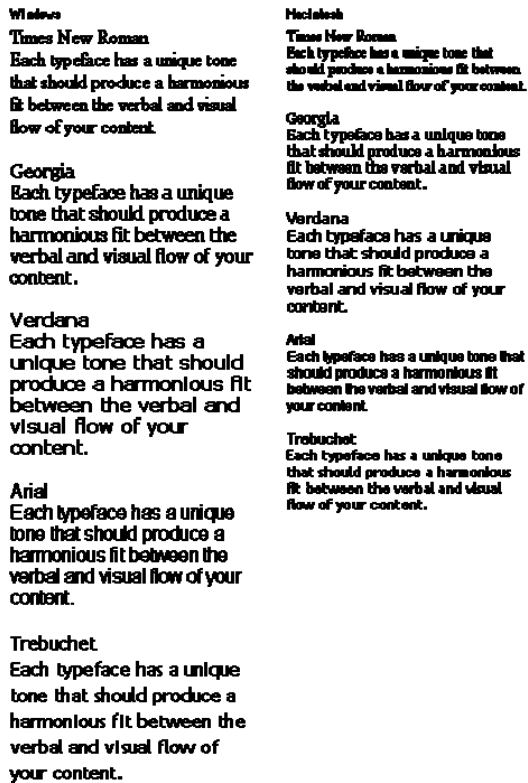 Windows
Times New Roman
Each typeface has a unique tone
that should produce a harmonious
fit between the verbal and visual
flow of your content.
Georgia
Each typeface has a unique
tone that should produce a
harmonious fit between the
verbal and visual flow of your
content.
Verdana
Each typeface has a
unique tone that should
produce a harmonious fit
between the verbal and
visual flow of your
content.
Arial
Each typeface has a unique
tone that should produce a
harmonious fit between the
verbal and visual flow of your
content.
Trebuchet
Each typeface has a unique
tone that should produce a
harmonious fit between the
verbal and visual flow of
your content.
Macintosh
Times New Roman
Each typeface has a unique tone that
should produce a harmonious fit between
the verbal and visual flow of your content.
Georgia
Each typeface has a unique tone
that should produce a harmonious
fit between the verbal and visual
flow of your content.
Verdana
Each typeface has a unique
tone that should produce a
harmonious fit between the
verbal and visual flow of your
content.
Arial
Each typeface has a unique tone that
should produce a harmonious fit
between the verbal and visual flow of
your content.
Trebuchet
Each typeface has a unique tone
that should produce a harmonious
fit between the verbal and visual
flow of your content.